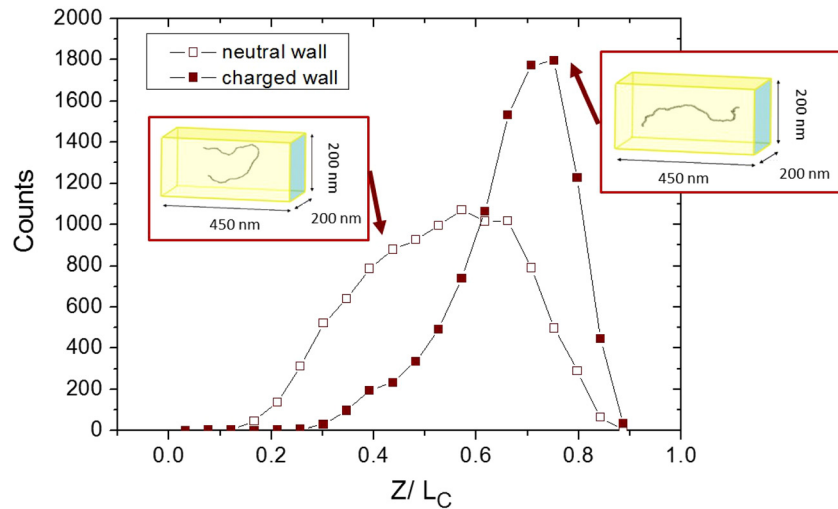 2000
1800
1600
1400
1200
1000
800
600
400
200
0
Counts
neutral wall
charged wall
200 nm
200 nm
450 nm
200 nm
200 nm
450 nm
0.0
0.2
0.4
0.6
0.8
1.0
Z/ L_C